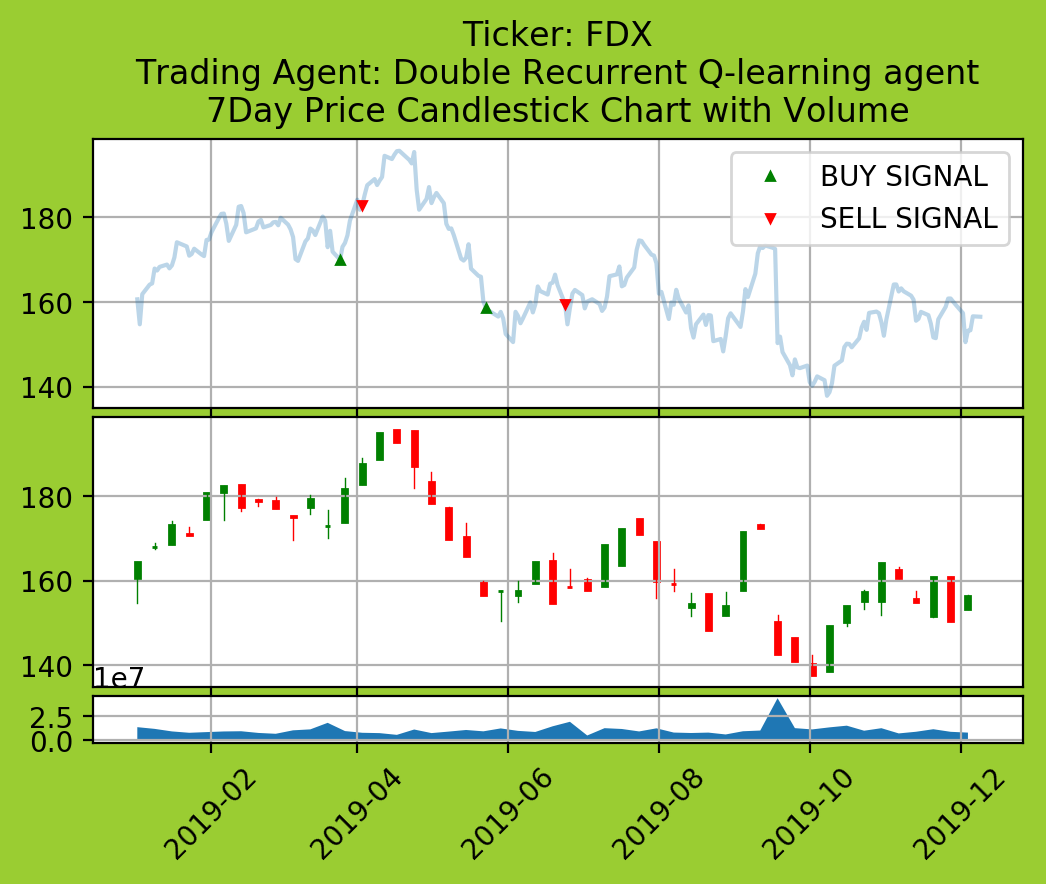 Ticker: FDX
Trading Agent: Double Recurrent Q-learning agent
7Day Price Candlestick Chart with Volume
BUY SIGNAL
SELL SIGNAL
180
160
140
180
160
140
1e7
2.5
0.0
2019-02
2019-04
2019-06
2019-08
2019-10
2019-12